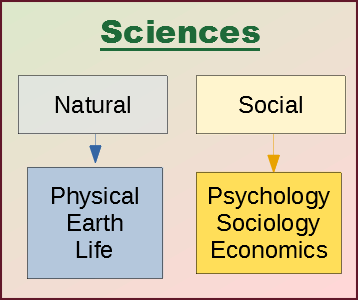 Sciences
Natural
Social
Physical
Earth
Life
Psychology
Sociology
Economics